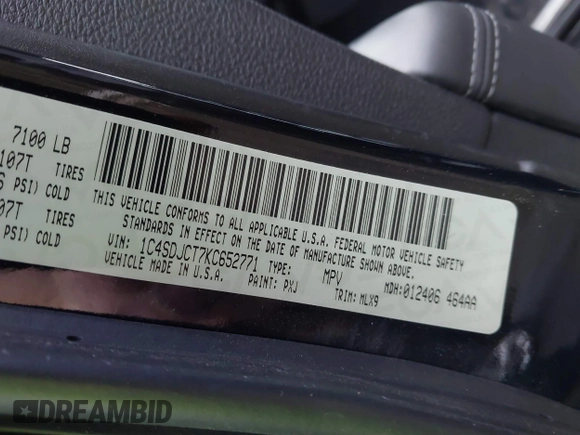 7100 LB
107T TIRES
PSI) COLD
07T TIRES
PSI) COLD
THIS VEHICLE CONFORMS TO ALL APPLICABLE U.S.A. FEDERAL MOTOR VEHICLE SAFETY
STANDARDS IN EFFECT ON THE DATE OF MANUFACTURE SHOWN ABOVE.
VIN: 1C4SDJCT7KC652771 TYPE: MPV MDH:012406 464AA
VEHICLE MADE IN U.S.A. PAINT: PXJ TRIM: MLX9
DREAMBID